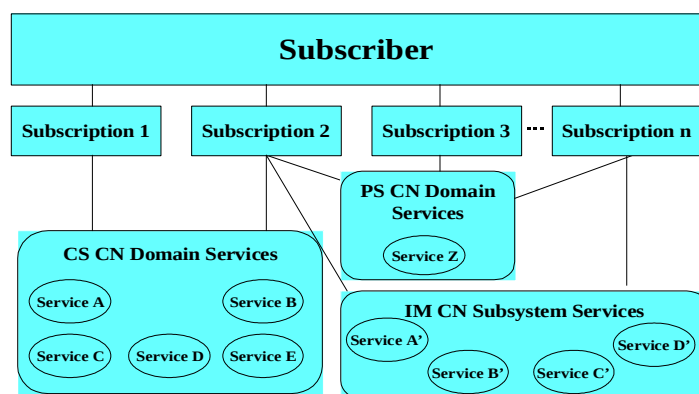 Subscriber
Subscription 1
Subscription 2
Subscription 3
...
Subscription n
PS CN Domain
Services
Service Z
CS CN Domain Services
Service A
Service B
Service C
Service D
Service E
IM CN Subsystem Services
Service A’
Service B’
Service C’
Service D’